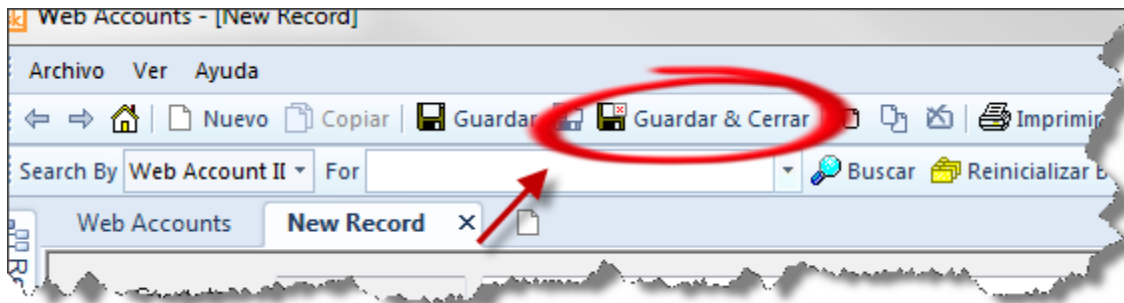 Web Accounts - [New Record]
Archivo Ver Ayuda
Nuevo Copiar Guardar Guardar & Cerrar Imprimir
Search By Web Account For Buscar Reinicializar
Web Accounts New Record